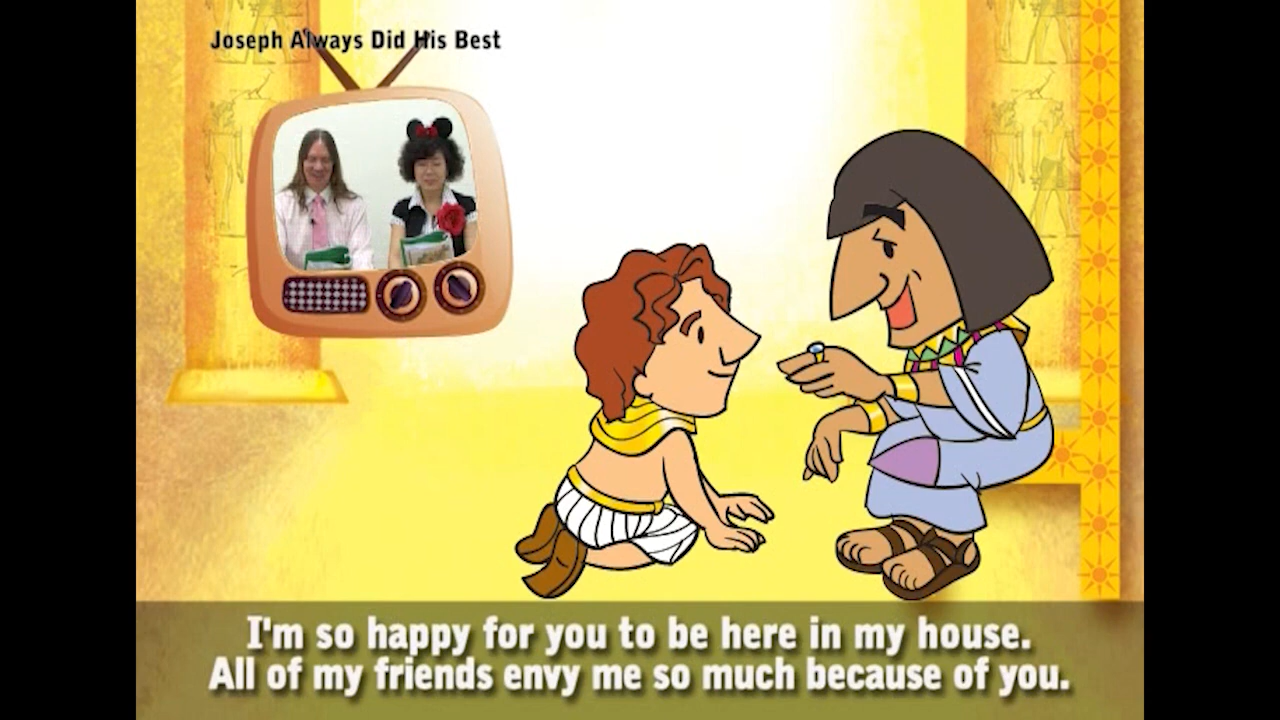 Joseph Always Did His Best
I'm so happy for you to be here in my house.
All of my friends envy me so much because of you.